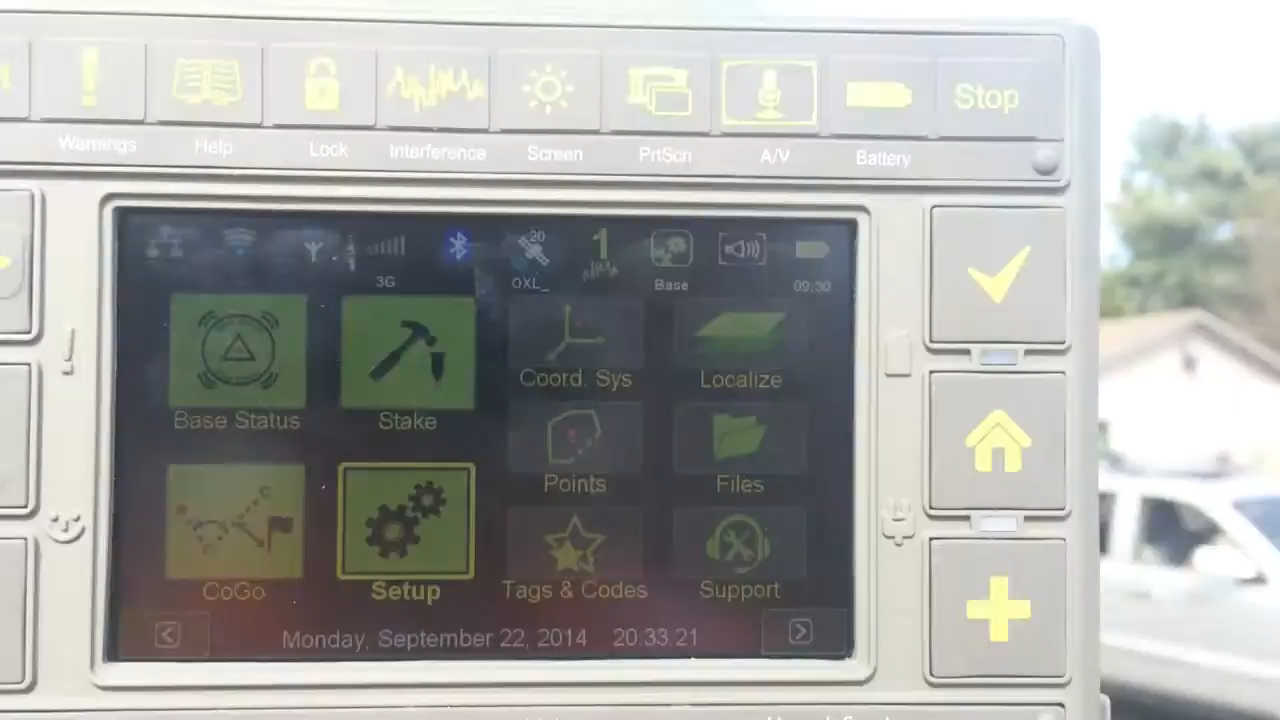 Stop
Warnings Help Lock Interference Screen PrtScn A/V Battery
20
1
3G OXL_ Base 09:30
Coord. Sys Localize
Base Status Stake
Points Files
CoGo Setup Tags & Codes Support
Monday, September 22, 2014 20.33.21